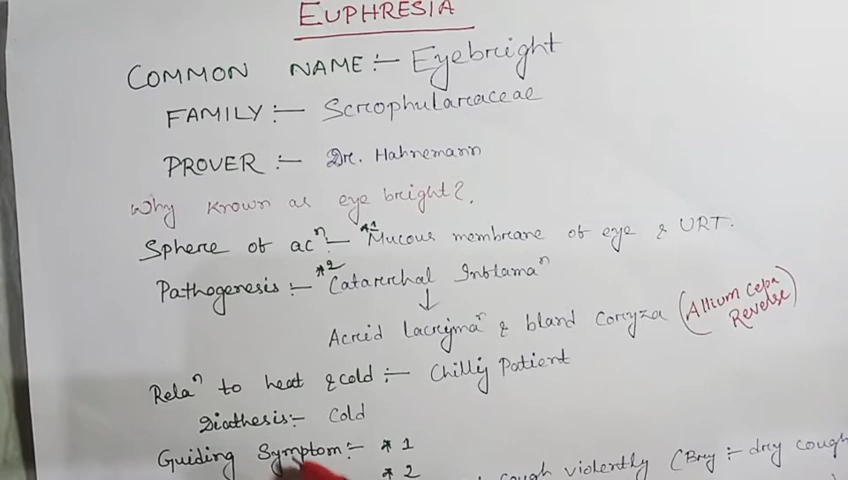 EUPHRESIA
COMMON NAME:- Eyebright
FAMILY:- Scrophulareaceae
PROVER:- Dr. Hahnemann
Why known as eye bright?.
Sphere of acⁿ:- *1 Mucous membrane of eye & URT.
Pathogenesis:- *2 Catarrhal Inflamaⁿ
↓
Acrid lacrymaⁿ & bland coryza (Allium cepa Reverse)
Relaⁿ to heat & cold:- Chilly Patient
Diathesis:- Cold
Guiding Symptom:- * 1
* 2
cough violently (Bry:- dry cough